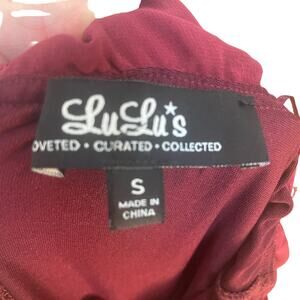 LuLu*s
OVETED • CURATED • COLLECTED
S
MADE IN
CHINA